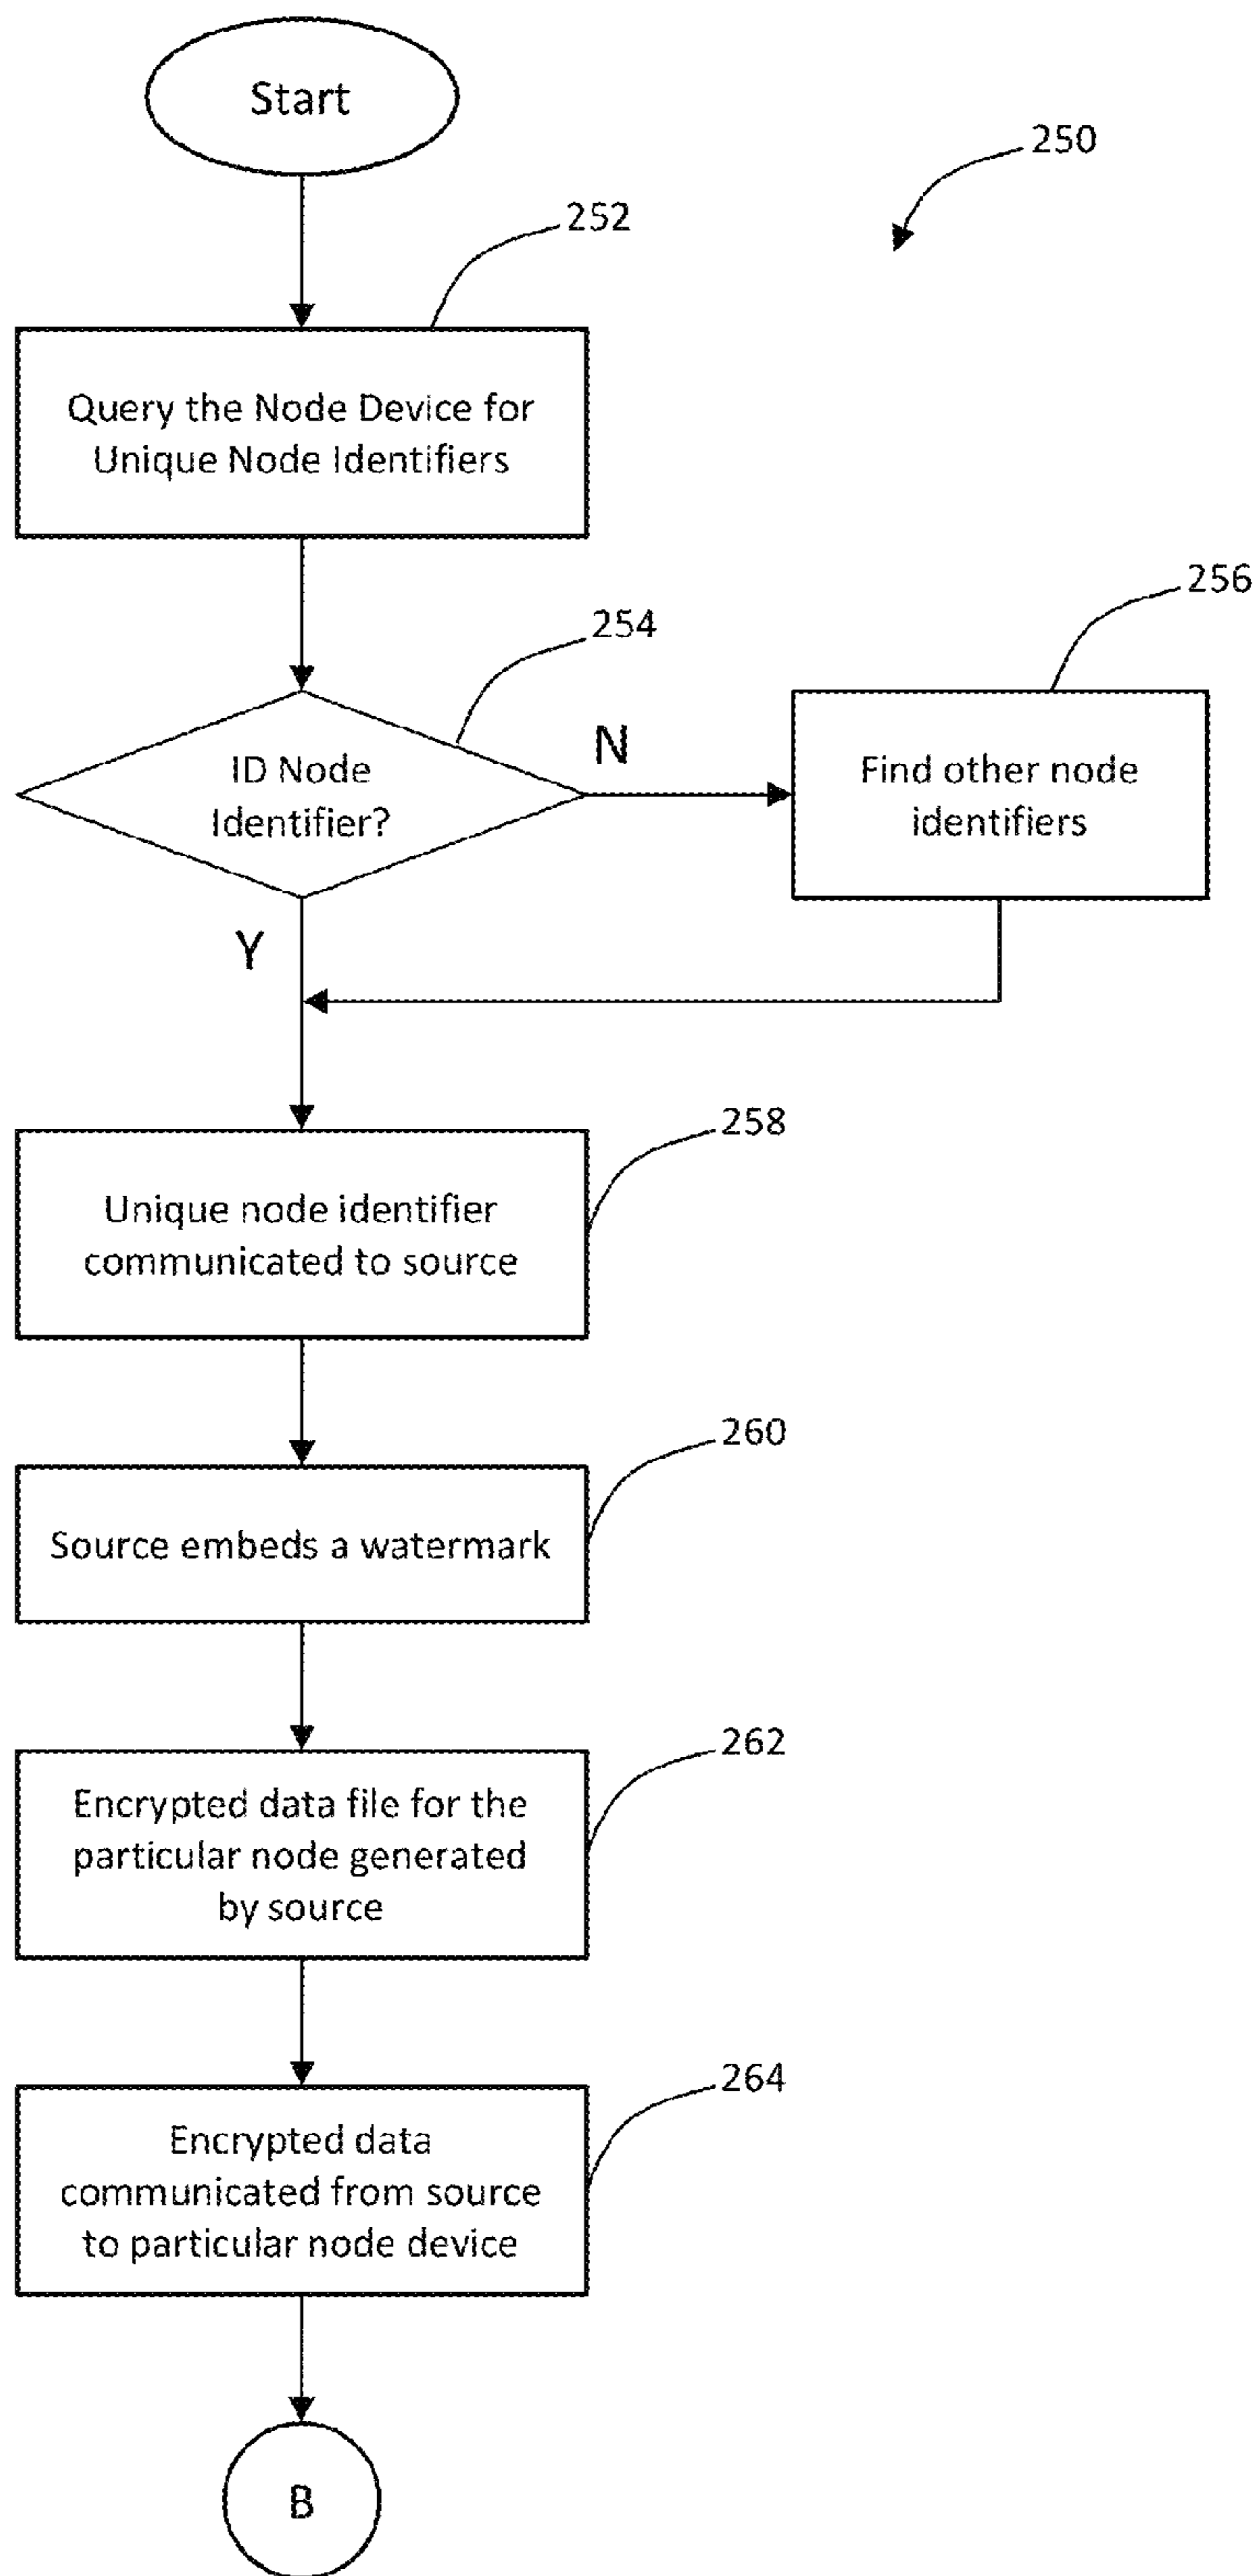 Start
250
252
Query the Node Device for
Unique Node Identifiers
254
256
ID Node
Identifier?
N
Find other node
identifiers
Y
258
Unique node identifier
communicated to source
260
Source embeds a watermark
262
Encrypted data file for the
particular node generated
by source
264
Encrypted data
communicated from source
to particular node device
B